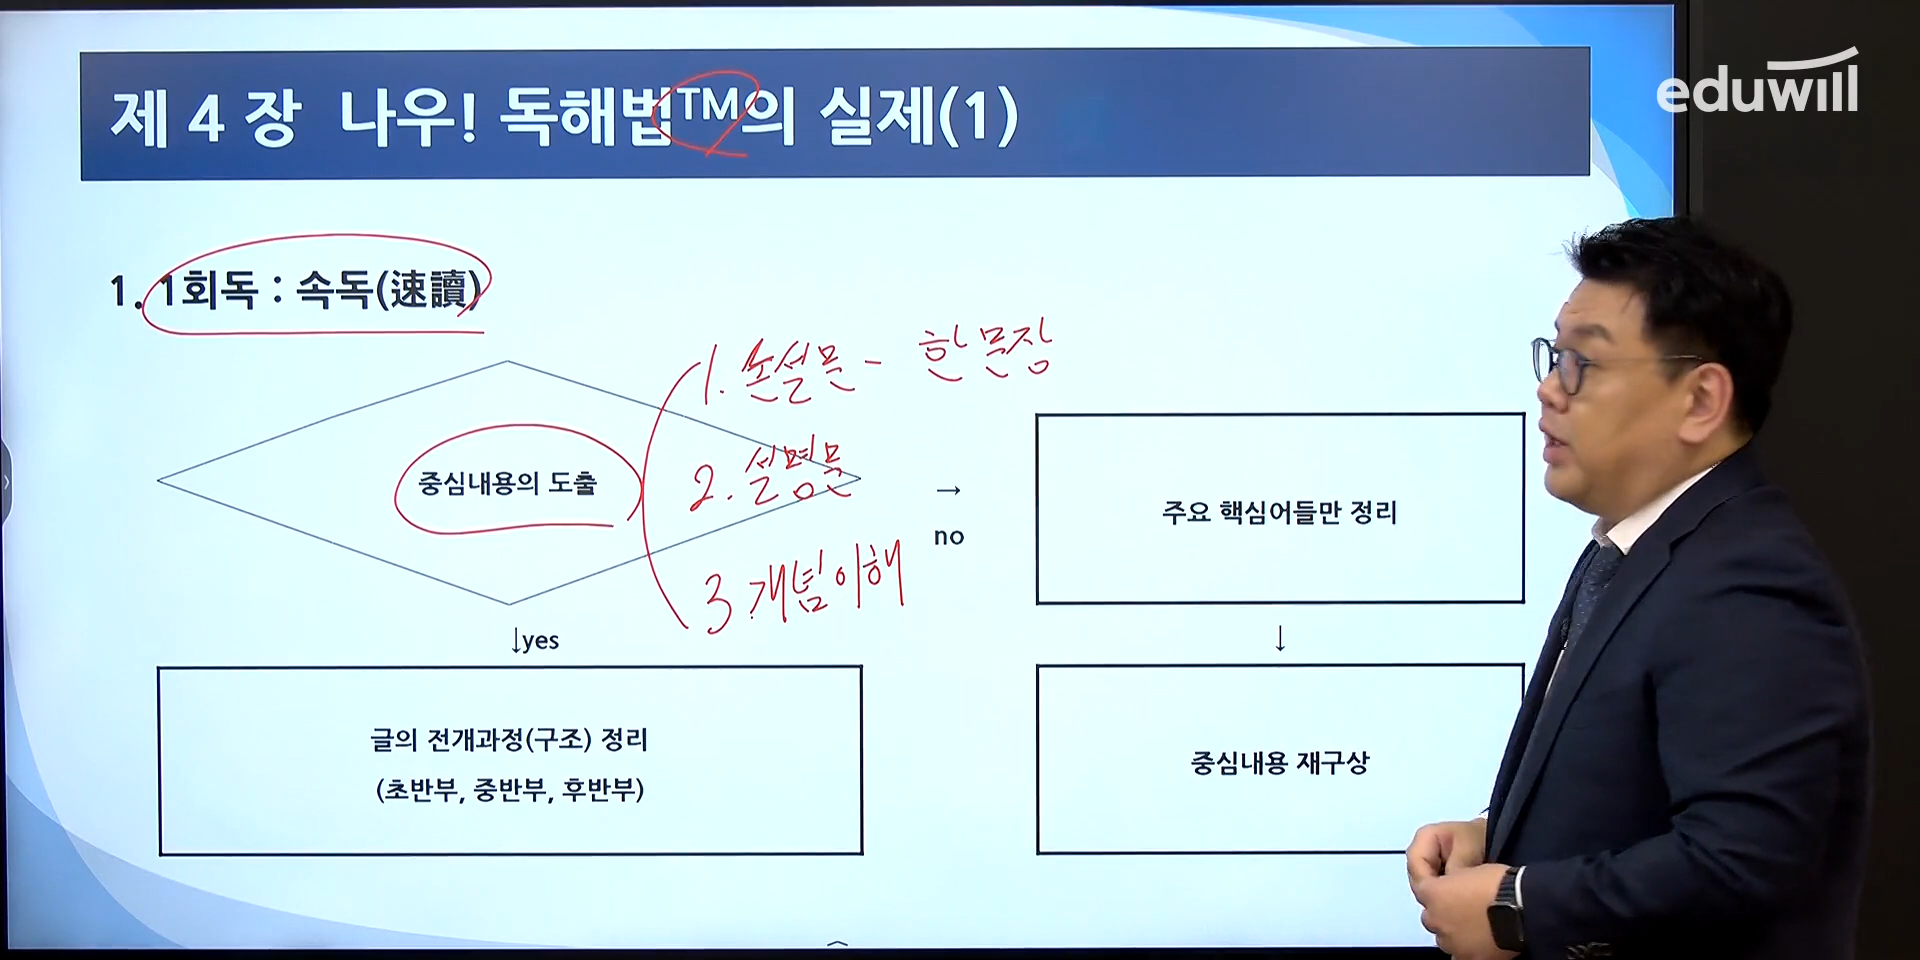 제 4 장 나우! 독해법™의 실제(1)
eduwill
1. 1회독 : 속독(速讀)
1. 논설문 - 한 문장
중심내용의 도출
2. 설명문
→
no
주요 핵심어들만 정리
3 개념이해
↓yes
↓
글의 전개과정(구조) 정리
(초반부, 중반부, 후반부)
중심내용 재구상